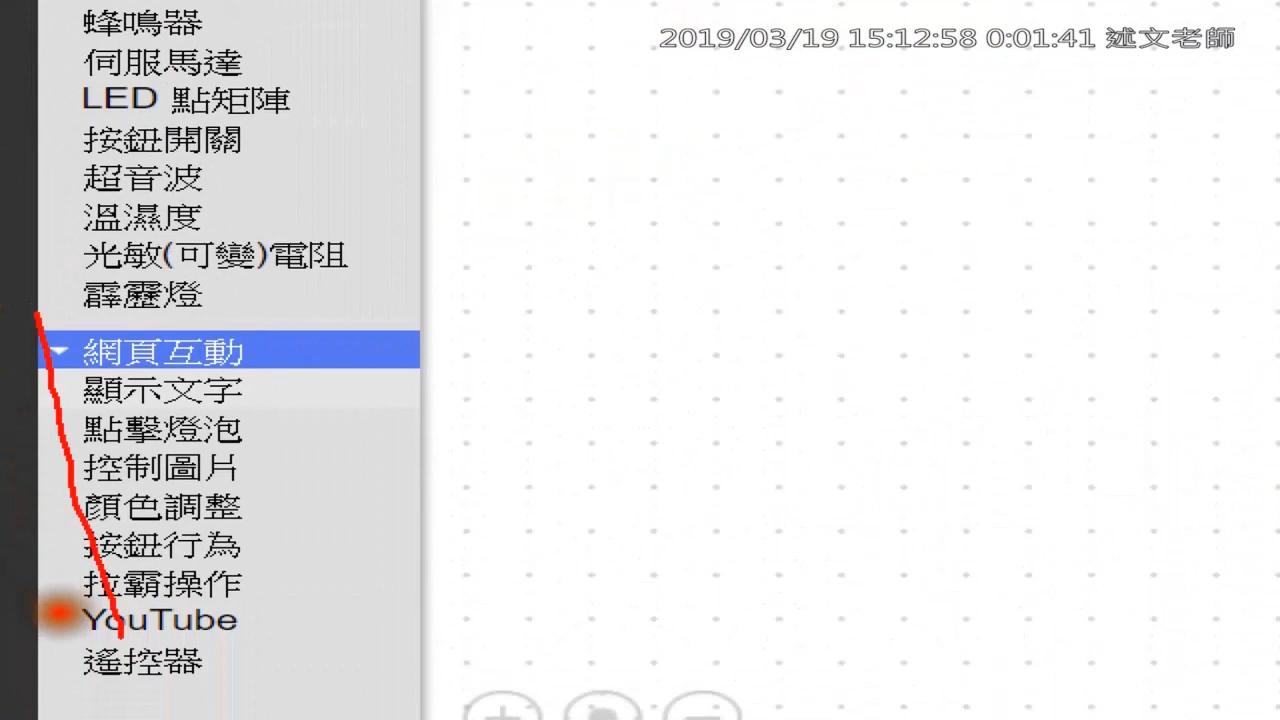 蜂鳴器
2019/03/19 15:12:58 0:01:41 述文老師
伺服馬達
LED 點矩陣
按鈕開關
超音波
溫濕度
光敏(可變)電阻
霹靂燈
網頁互動
顯示文字
點擊燈泡
控制圖片
顏色調整
按鈕行為
拉霸操作
YouTube
遙控器